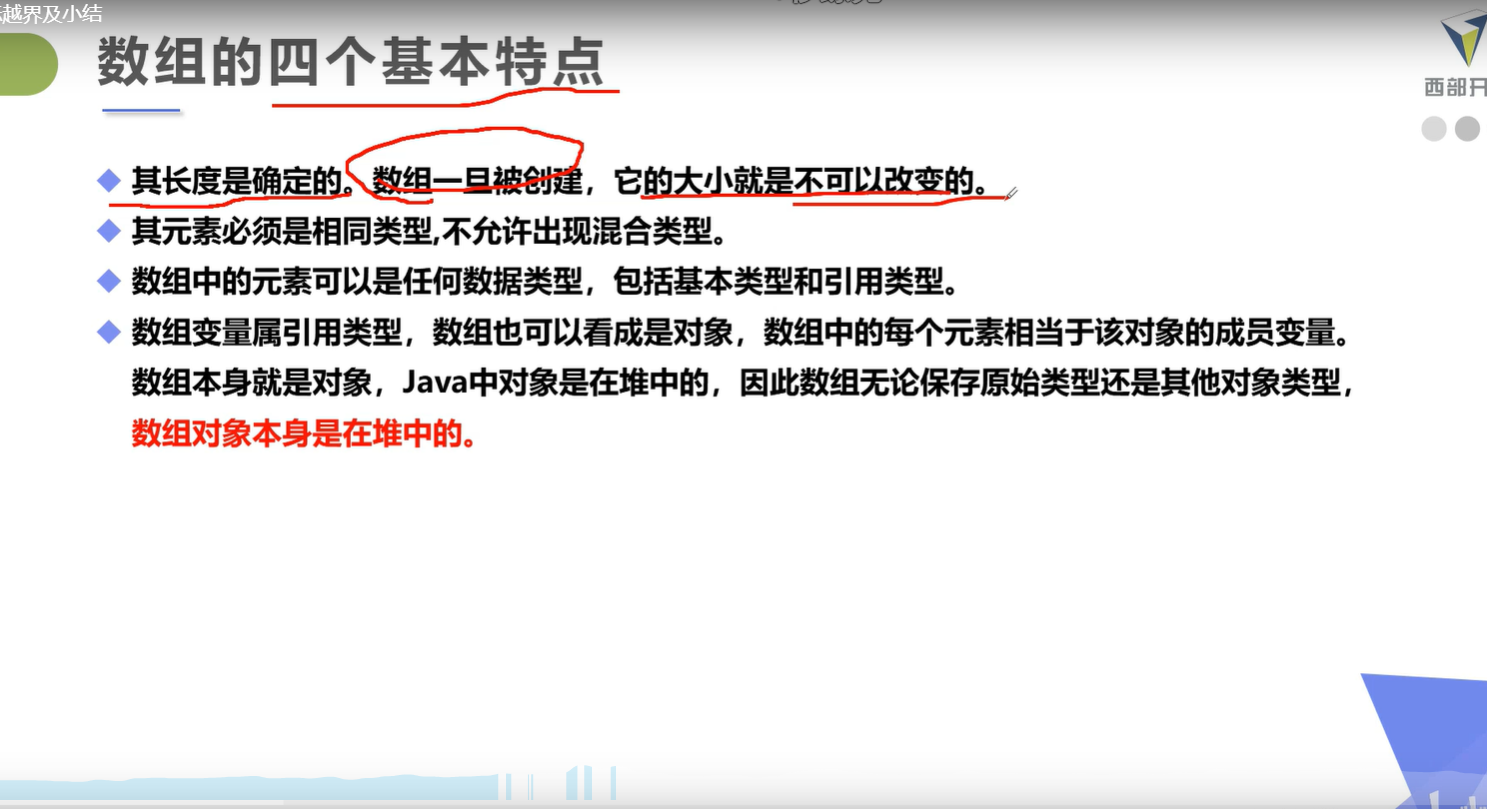 越界及小结
数组的四个基本特点
西部开
其长度是确定的。数组一旦被创建，它的大小就是不可以改变的。
其元素必须是相同类型,不允许出现混合类型。
数组中的元素可以是任何数据类型，包括基本类型和引用类型。
数组变量属引用类型，数组也可以看成是对象，数组中的每个元素相当于该对象的成员变量。
数组本身就是对象，Java中对象是在堆中的，因此数组无论保存原始类型还是其他对象类型，
数组对象本身是在堆中的。